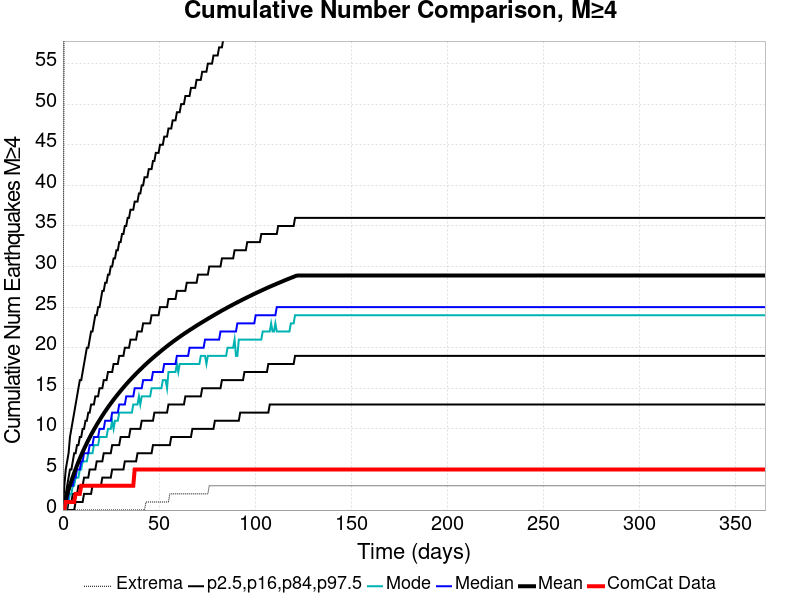 Cumulative Number Comparison, M≥4
Cumulative Num Earthquakes M≥4
55
50
45
40
35
30
25
20
15
10
5
0
0 50 100 150 200 250 300 350
Time (days)
Extrema p2.5,p16,p84,p97.5 Mode Median Mean ComCat Data